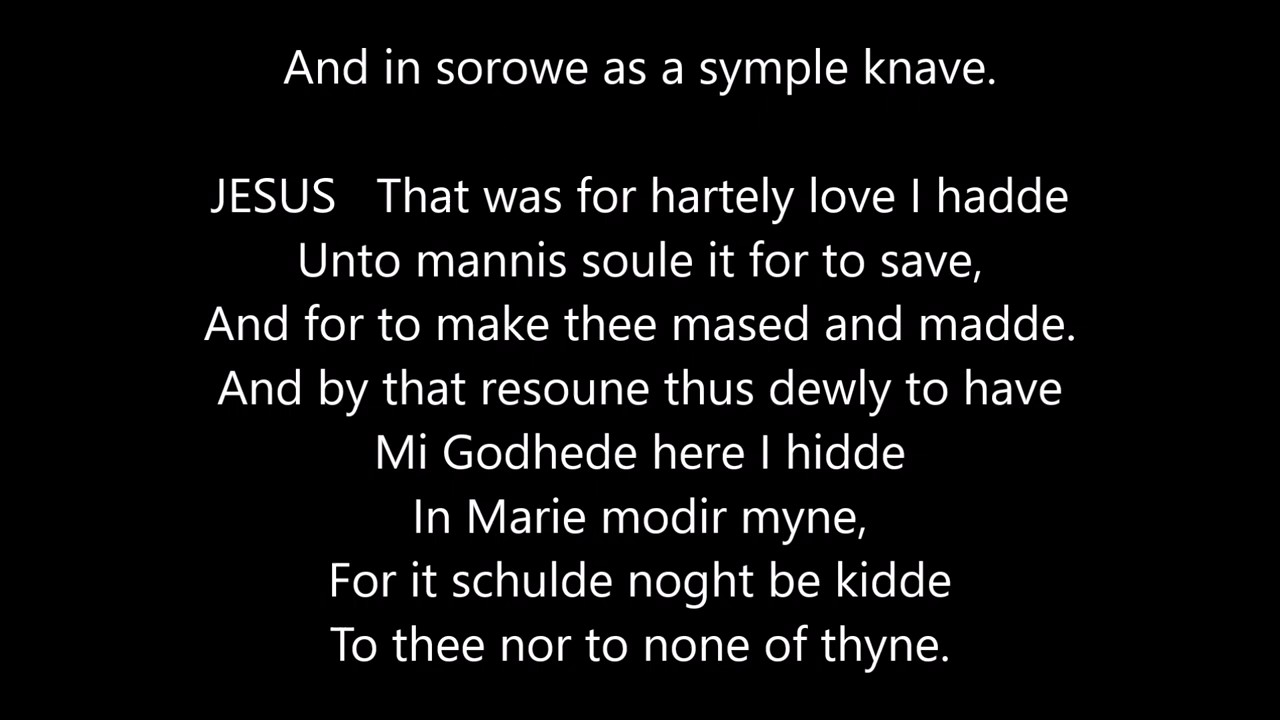 And in sorowe as a symple knave.
JESUS That was for hartely love I hadde
Unto mannis soule it for to save,
And for to make thee mased and madde.
And by that resoune thus dewly to have
Mi Godhede here I hidde
In Marie modir myne,
For it schulde noght be kidde
To thee nor to none of thyne.